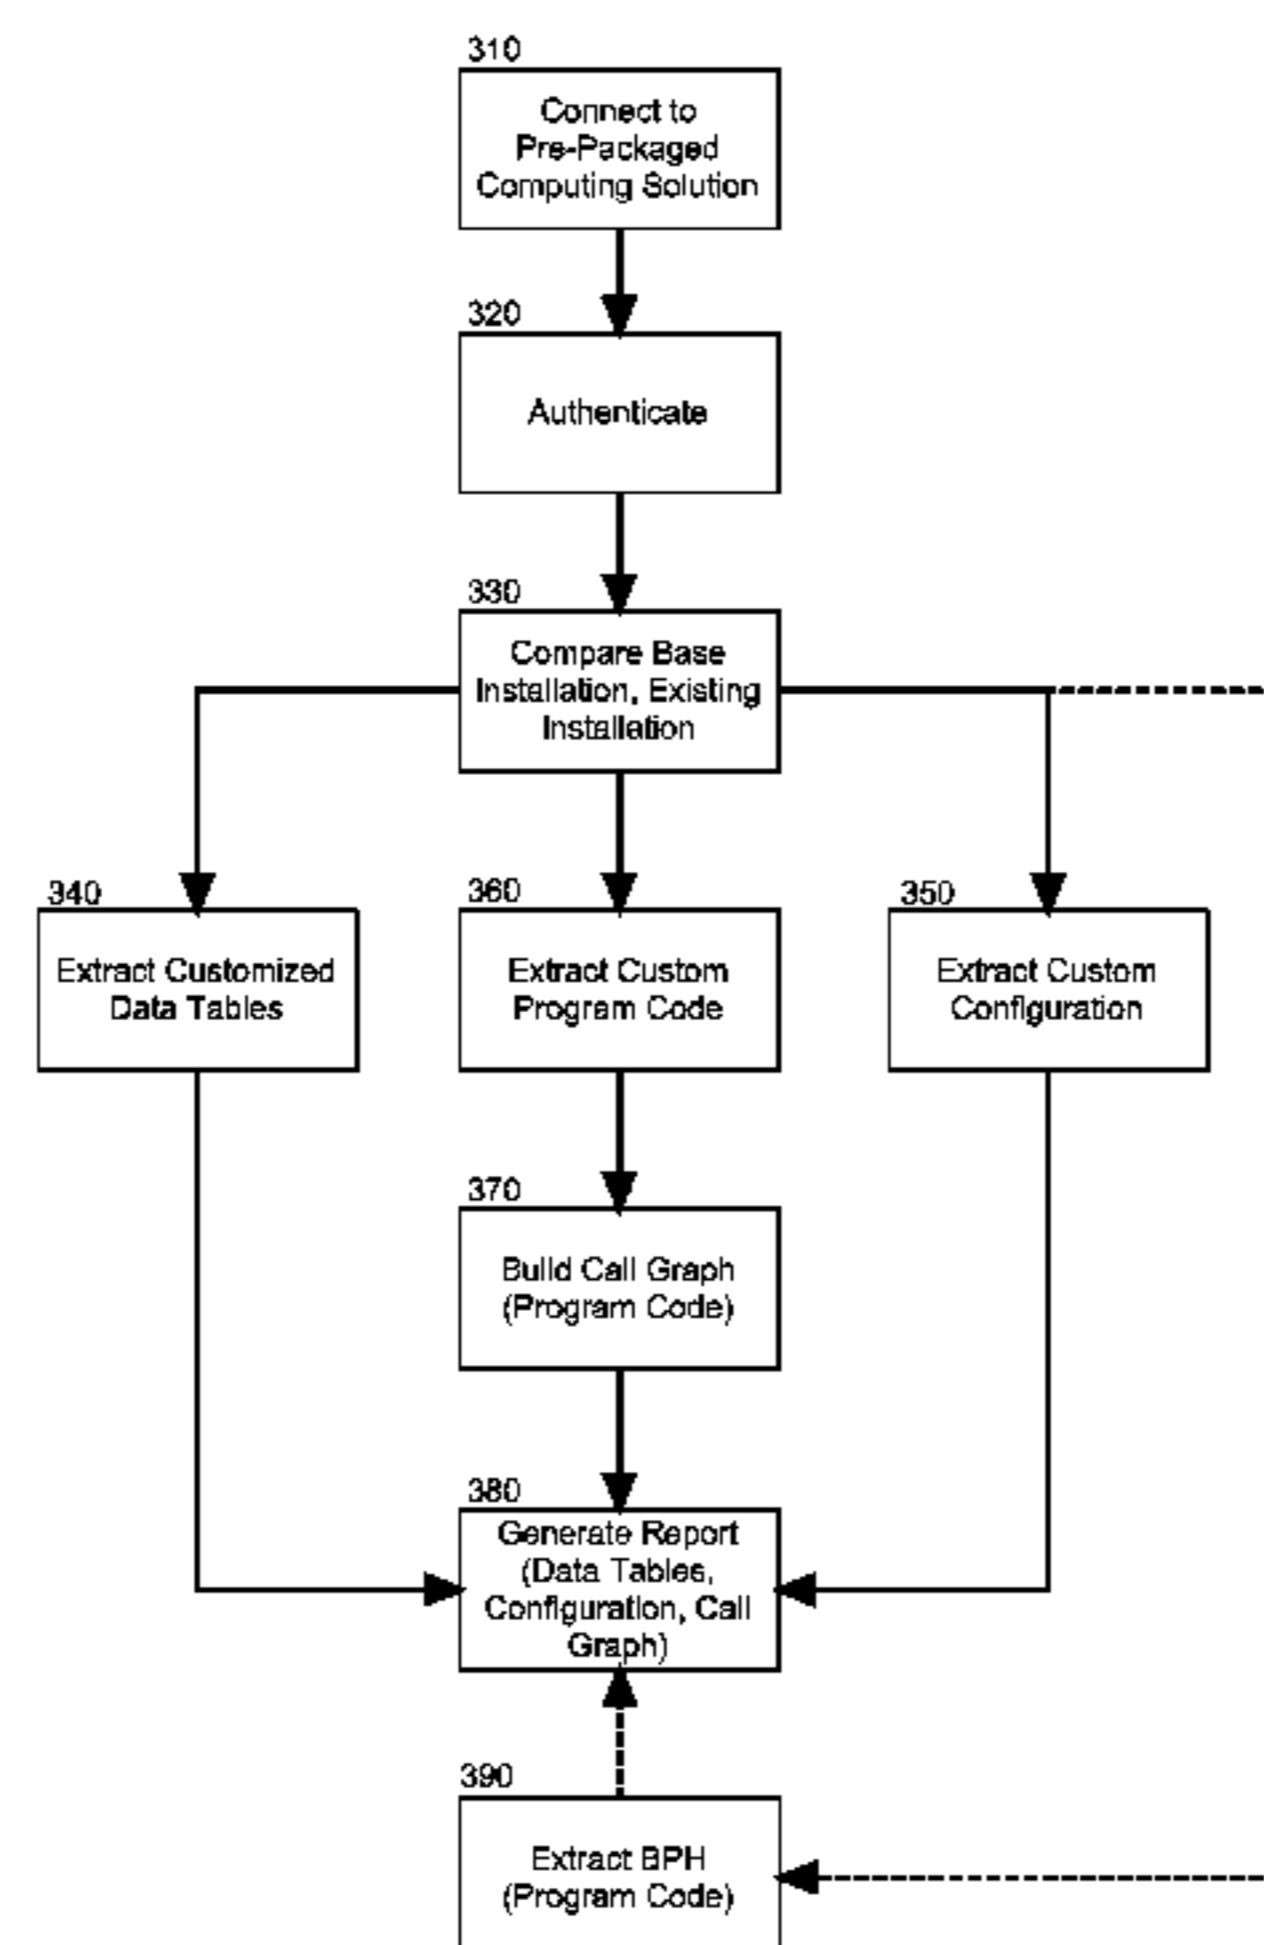 310
Connect to
Pre-Packaged
Computing Solution
320
Authenticate
330
Compare Base
Installation, Existing
Installation
340
Extract Customized
Data Tables
360
Extract Custom
Program Code
350
Extract Custom
Configuration
370
Build Call Graph
(Program Code)
380
Generate Report
(Data Tables,
Configuration, Call
Graph)
390
Extract BPH
(Program Code)